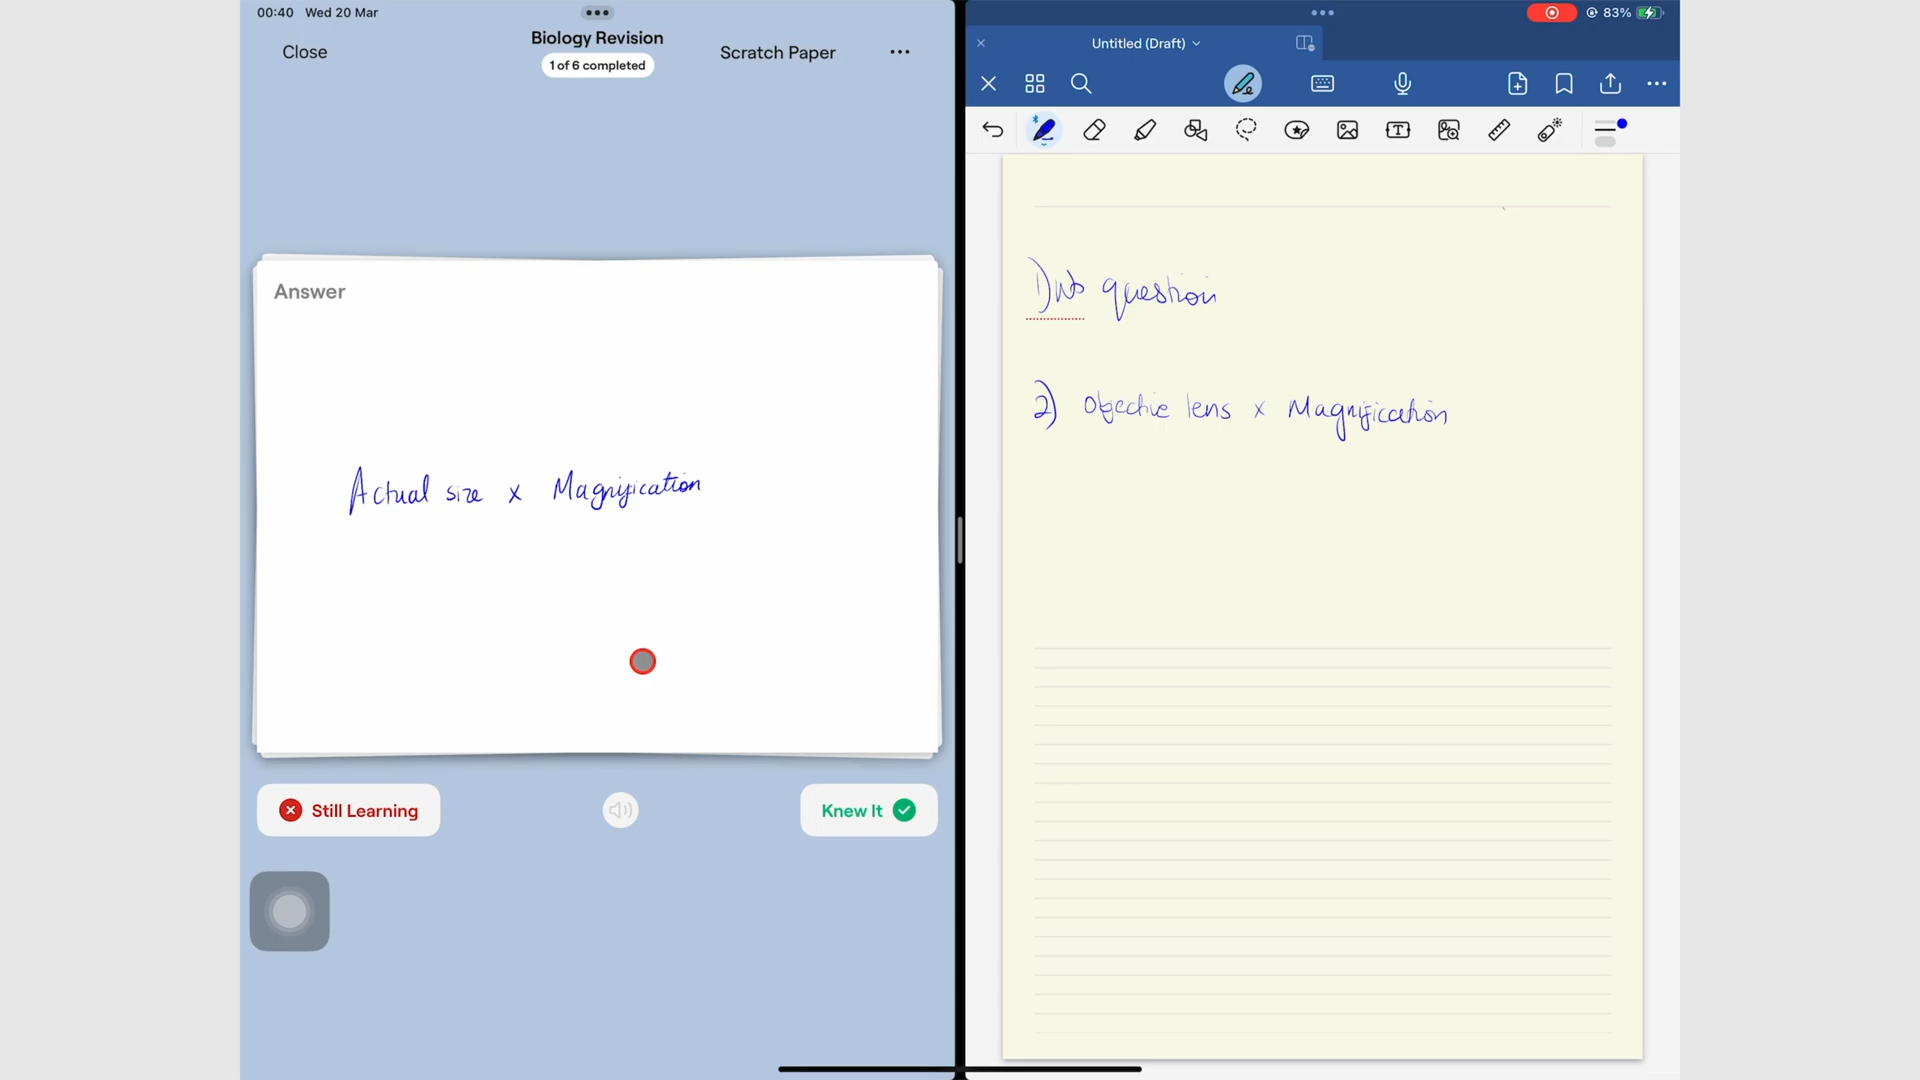 00:40 Wed 20 Mar
Close
Biology Revision
1 of 6 completed
Scratch Paper
Answer
Actual size x Magnification
Still Learning
Knew It
83%
Untitled (Draft)
1) question
2) Objective lens x Magnification